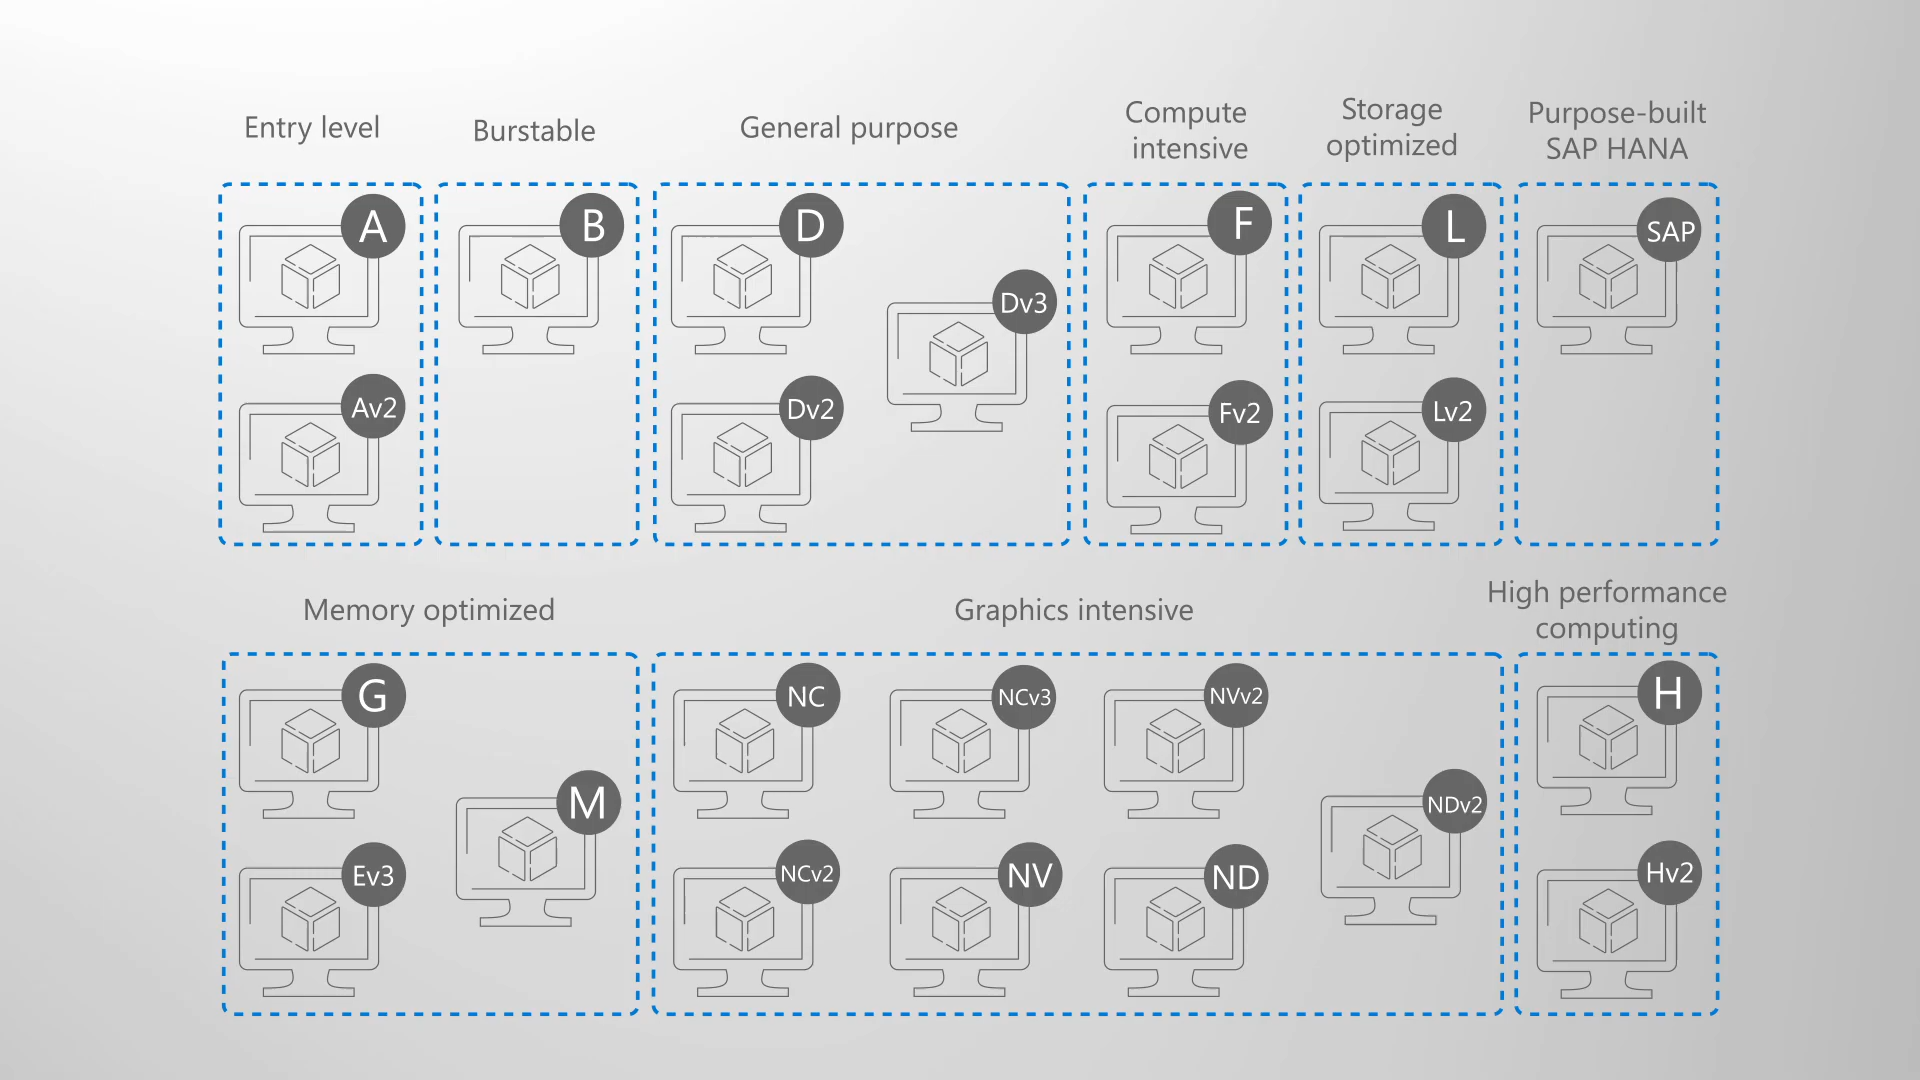 Entry level
A
Av2
Burstable
B
General purpose
D
Dv2
Dv3
Compute
intensive
F
Fv2
Storage
optimized
L
Lv2
Purpose-built
SAP HANA
SAP
Memory optimized
G
Ev3
M
Graphics intensive
NC
NCv2
NCv3
NV
NVv2
ND
NDv2
High performance
computing
H
Hv2